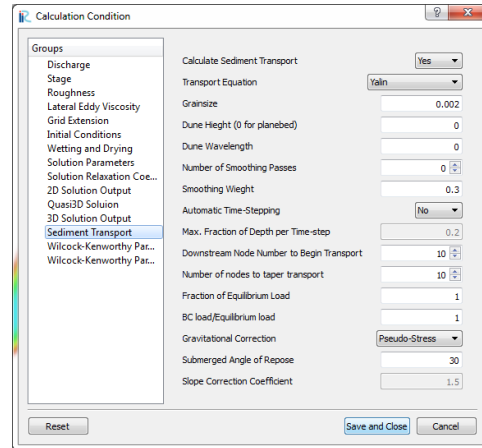 Calculation Condition
Groups
Discharge
Stage
Roughness
Lateral Eddy Viscosity
Grid Extension
Initial Conditions
Wetting and Drying
Solution Parameters
Solution Relaxation Coe...
2D Solution Output
Quasi3D Soluion
3D Solution Output
Sediment Transport
Wilcock-Kenworthy Par...
Wilcock-Kenworthy Par...
Calculate Sediment Transport Yes
Transport Equation Yalin
Grainsize 0.002
Dune Hieght (0 for planebed) 0
Dune Wavelength 0
Number of Smoothing Passes 0
Smoothing Wieght 0.3
Automatic Time-Stepping No
Max. Fraction of Depth per Time-step 0.2
Downstream Node Number to Begin Transport 10
Number of nodes to taper transport 10
Fraction of Equilibrium Load 1
BC load/Equilibrium load 1
Gravitational Correction Pseudo-Stress
Submerged Angle of Repose 30
Slope Correction Coefficient 1.5
Reset Save and Close Cancel